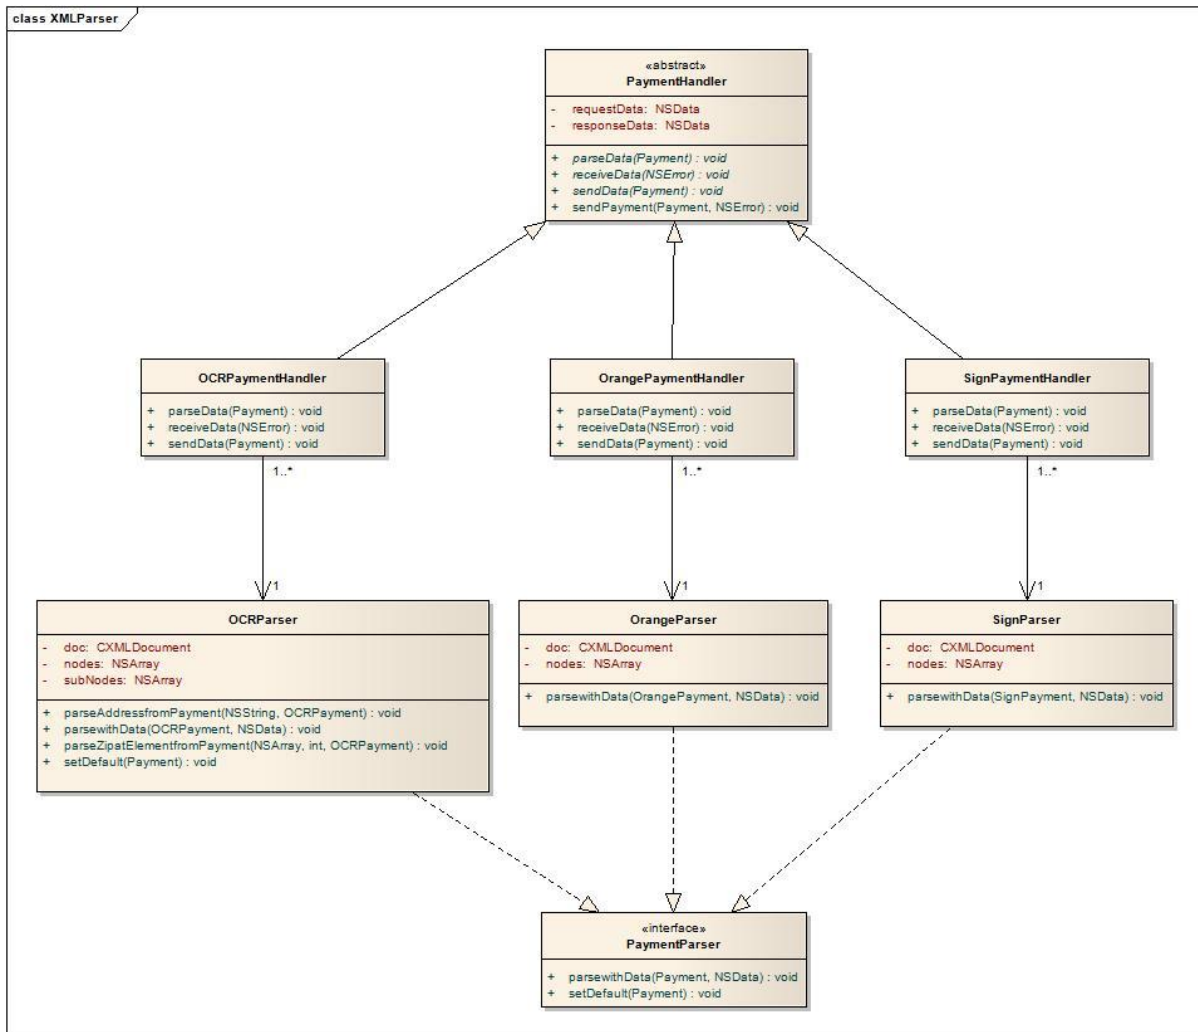 class XMLParser
«abstract»
PaymentHandler
- requestData: NSData
- responseData: NSData
+ parseData(Payment) : void
+ receiveData(NSError) : void
+ sendData(Payment) : void
+ sendPayment(Payment, NSError) : void
OCRPaymentHandler
+ parseData(Payment) : void
+ receiveData(NSError) : void
+ sendData(Payment) : void
OrangePaymentHandler
+ parseData(Payment) : void
+ receiveData(NSError) : void
+ sendData(Payment) : void
SignPaymentHandler
+ parseData(Payment) : void
+ receiveData(NSError) : void
+ sendData(Payment) : void
1..*
1..*
1..*
1
1
1
OCRParser
- doc: CXMLDocument
- nodes: NSArray
- subNodes: NSArray
+ parseAddressfromPayment(NSString, OCRPayment) : void
+ parsewithData(OCRPayment, NSData) : void
+ parseZipatElementfromPayment(NSArray, int, OCRPayment) : void
+ setDefault(Payment) : void
OrangeParser
- doc: CXMLDocument
- nodes: NSArray
+ parsewithData(OrangePayment, NSData) : void
SignParser
- doc: CXMLDocument
- nodes: NSArray
+ parsewithData(SignPayment, NSData) : void
«interface»
PaymentParser
+ parsewithData(Payment, NSData) : void
+ setDefault(Payment) : void